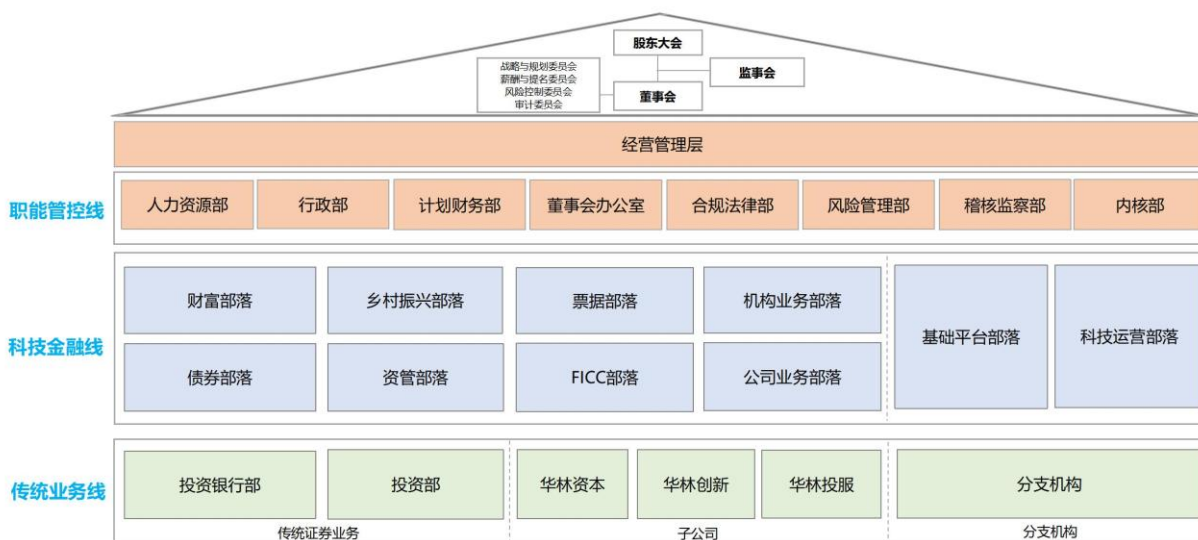 股东大会
战略与规划委员会
薪酬与提名委员会
风险控制委员会
审计委员会
监事会
董事会
经营管理层
职能管控线
人力资源部
行政部
计划财务部
董事会办公室
合规法律部
风险管理部
稽核监察部
内核部
科技金融线
财富部落
乡村振兴部落
票据部落
机构业务部落
债券部落
资管部落
FICC部落
公司业务部落
基础平台部落
科技运营部落
传统业务线
投资银行部
投资部
华林资本
华林创新
华林投服
分支机构
传统证券业务
子公司
分支机构